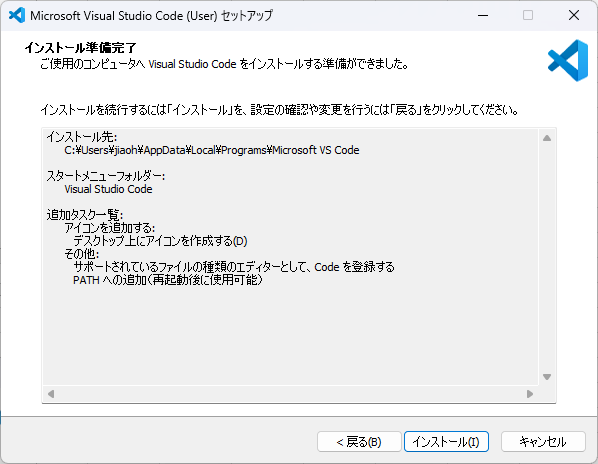 Microsoft Visual Studio Code (User) セットアップ
インストール準備完了
ご使用のコンピュータへ Visual Studio Code をインストールする準備ができました。
インストールを続行するには「インストール」を、設定の確認や変更を行うには「戻る」をクリックしてください。
インストール先:
C:¥Users¥jiaoh¥AppData¥Local¥Programs¥Microsoft VS Code
スタートメニューフォルダー:
Visual Studio Code
追加タスク一覧:
アイコンを追加する:
デスクトップ上にアイコンを作成する(D)
その他:
サポートされているファイルの種類のエディターとして、Code を登録する
PATH への追加（再起動後に使用可能）
< 戻る(B)
インストール(I)
キャンセル